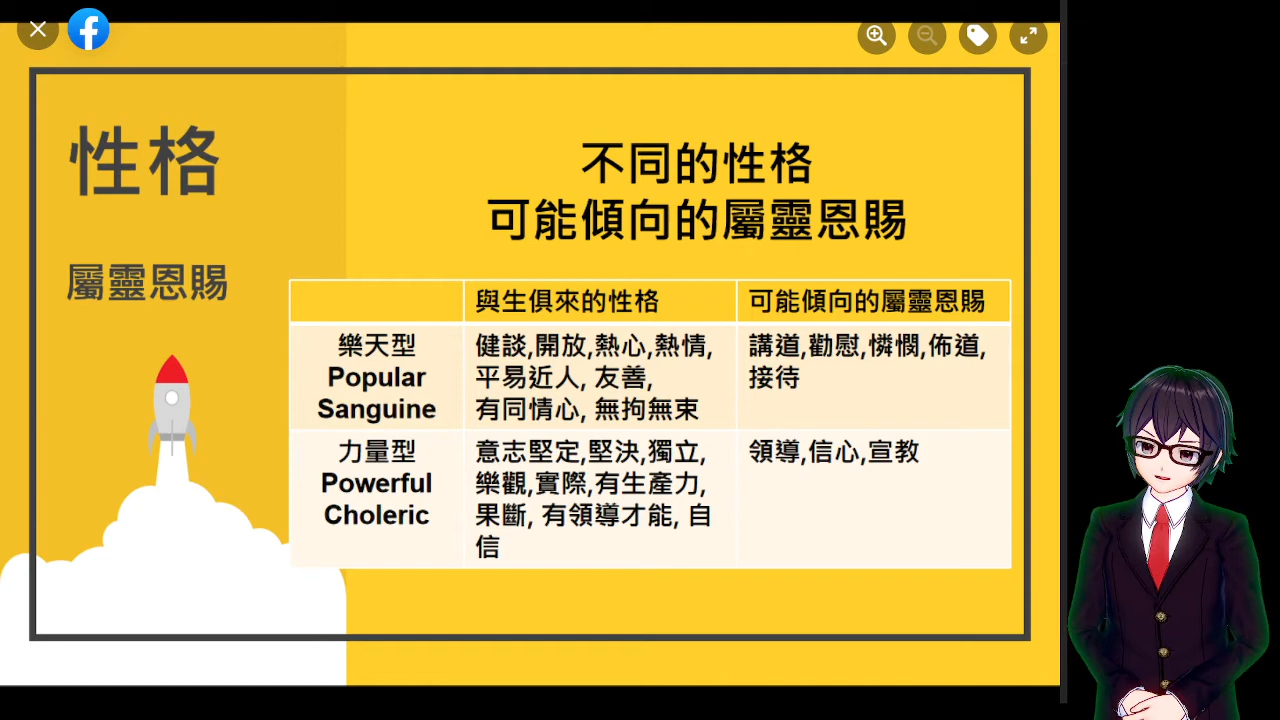 性格
屬靈恩賜
不同的性格
可能傾向的屬靈恩賜
與生俱來的性格
可能傾向的屬靈恩賜
樂天型
Popular
Sanguine
健談,開放,熱心,熱情,
平易近人, 友善,
有同情心, 無拘無束
講道,勸慰,憐憫,佈道,
接待
力量型
Powerful
Choleric
意志堅定,堅決,獨立,
樂觀,實際,有生產力,
果斷, 有領導才能, 自
信
領導,信心,宣教